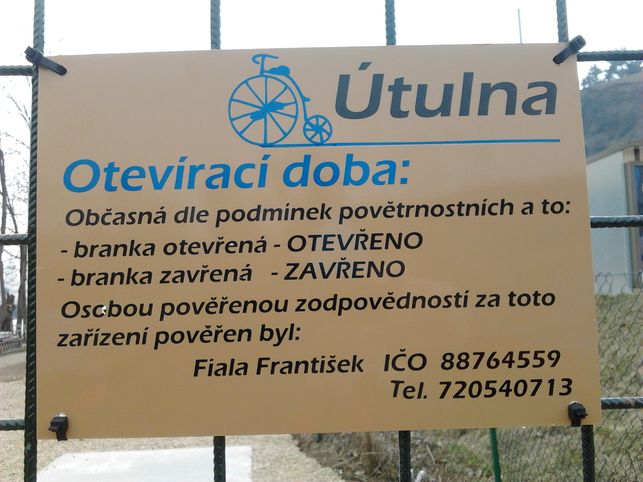 Útulna
Otevírací doba:
Občasná dle podmínek povětrnostních a to:
- branka otevřená - OTEVŘENO
- branka zavřená - ZAVŘENO
Osobou pověřenou zodpovědností za toto
zařízení pověřen byl:
Fiala František IČO 88764559
Tel. 720540713